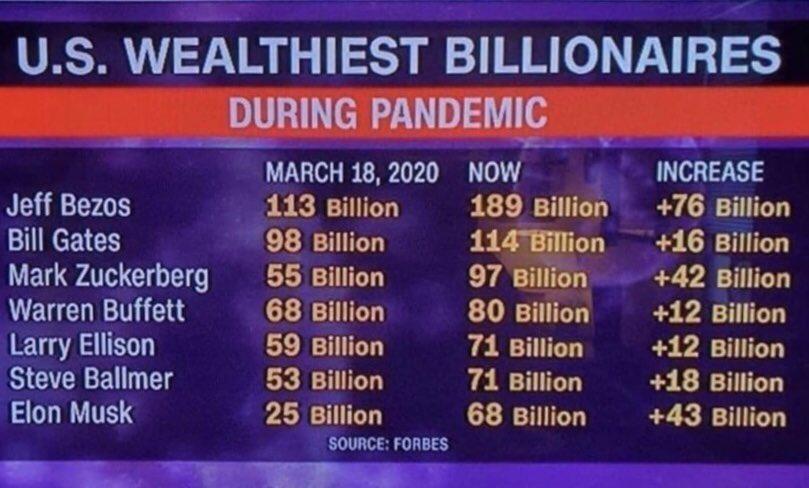 U.S. WEALTHIEST BILLIONAIRES
DURING PANDEMIC
MARCH 18, 2020 NOW INCREASE
Jeff Bezos 113 Billion 189 Billion +76 Billion
Bill Gates 98 Billion 114 Billion +16 Billion
Mark Zuckerberg 55 Billion 97 Billion +42 Billion
Warren Buffett 68 Billion 80 Billion +12 Billion
Larry Ellison 59 Billion 71 Billion +12 Billion
Steve Ballmer 53 Billion 71 Billion +18 Billion
Elon Musk 25 Billion 68 Billion +43 Billion
SOURCE: FORBES